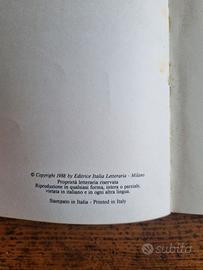 © Copyright 1988 by Editrice Italia Letteraria - Milano
Proprietà letteraria riservata
Riproduzione in qualsiasi forma, intera o parziale,
vietata in italiano e in ogni altra lingua.
Stampato in Italia - Printed in Italy
subito